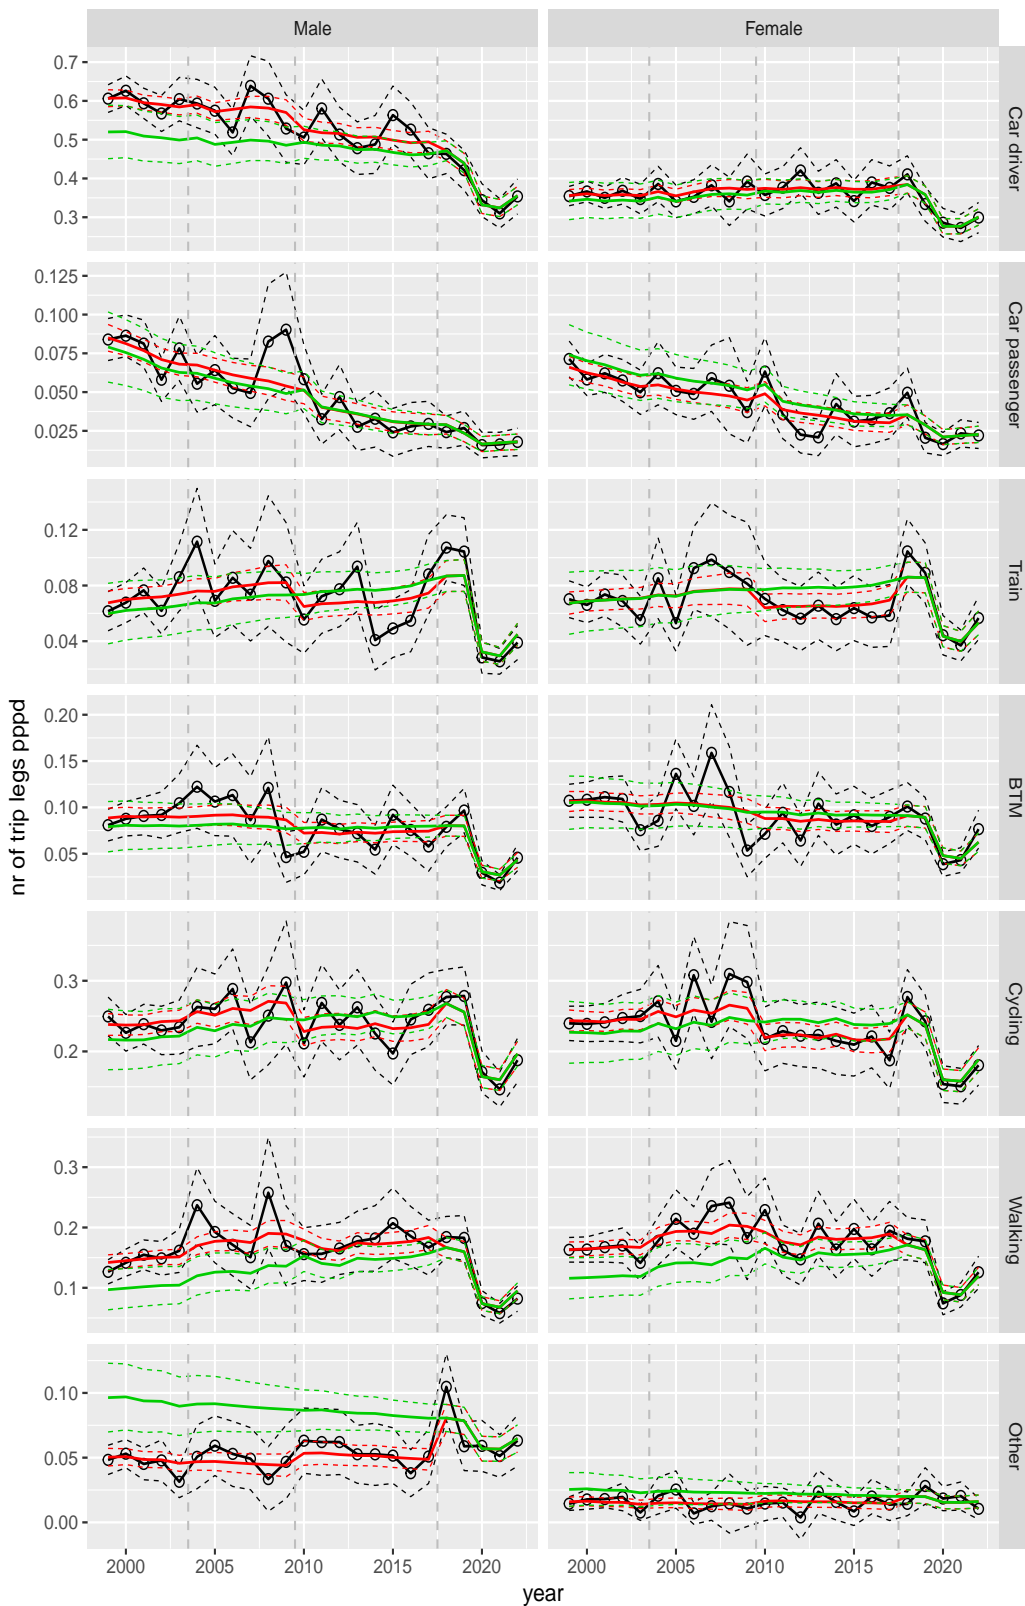 Male Female
0.7
0.6
0.5
0.4
0.3
Car driver
0.125
0.100
0.075
0.050
0.025
Car passenger
0.12
0.08
0.04
Train
0.20
0.15
0.10
0.05
BTM
0.3
0.2
Cycling
0.3
0.2
0.1
Walking
0.10
0.05
0.00
Other
nr of trip legs pppd
2000 2005 2010 2015 2020 2000 2005 2010 2015 2020
year